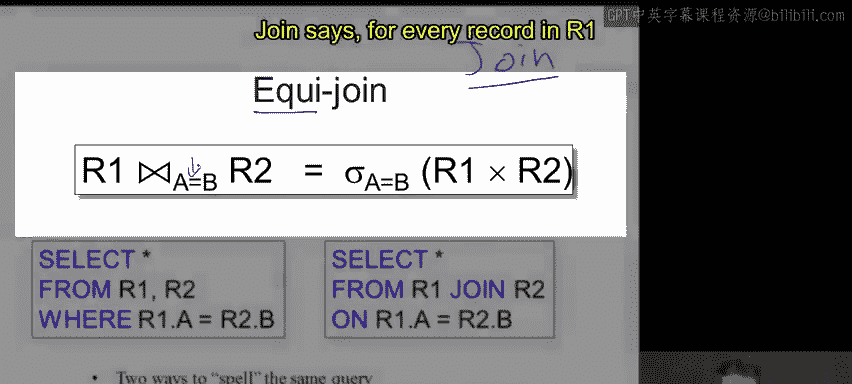 Join says, for every record in R1
GPT中英字幕课程资源@bilibili.com
Join
Equi-join
R1 ⋈A=B R2 = σA=B (R1 × R2)
SELECT *
FROM R1, R2
WHERE R1.A = R2.B
SELECT *
FROM R1 JOIN R2
ON R1.A = R2.B
• Two ways to “spell” the same query